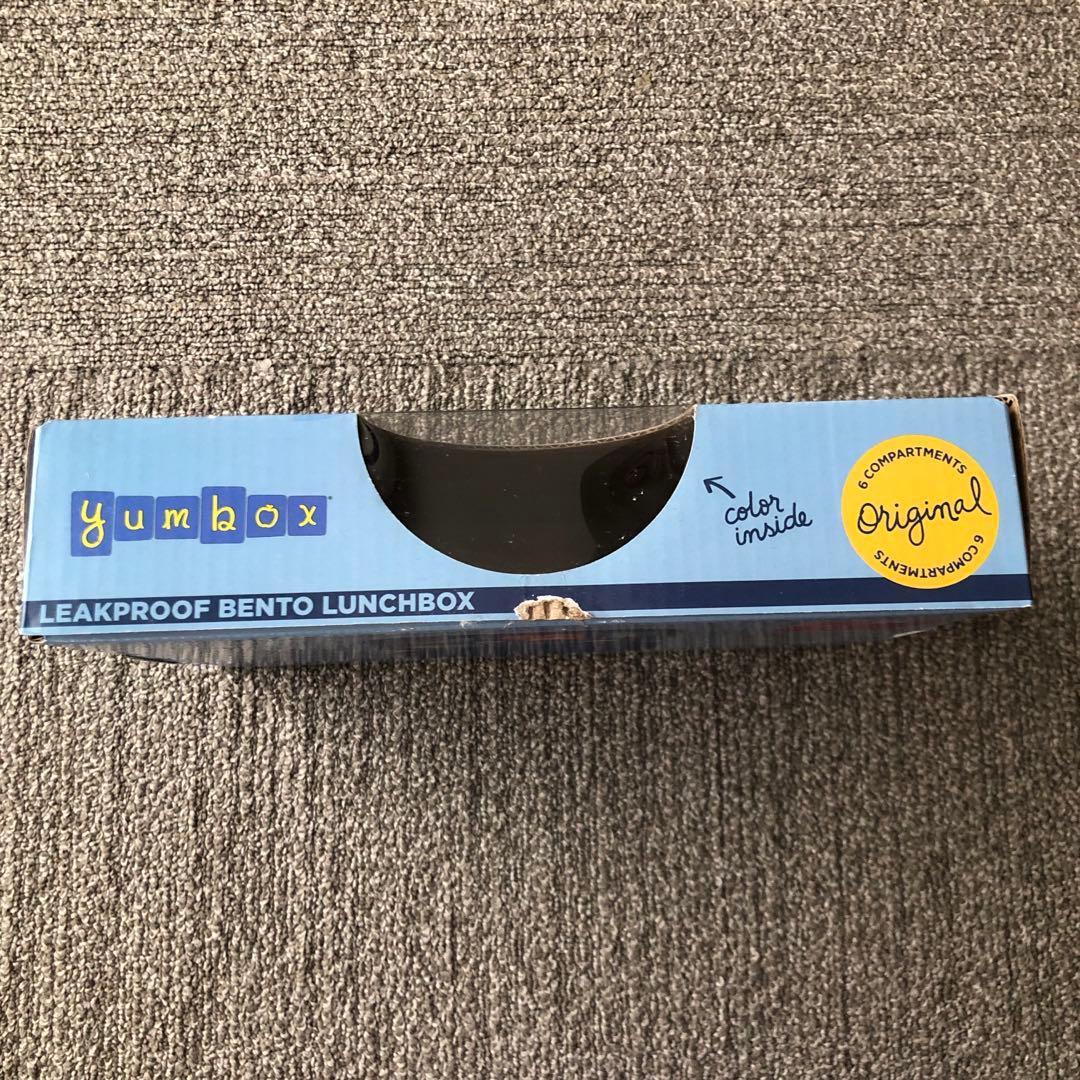 yumbox
color
inside
6 COMPARTMENTS
Original
6 COMPARTMENTS
LEAKPROOF BENTO LUNCHBOX